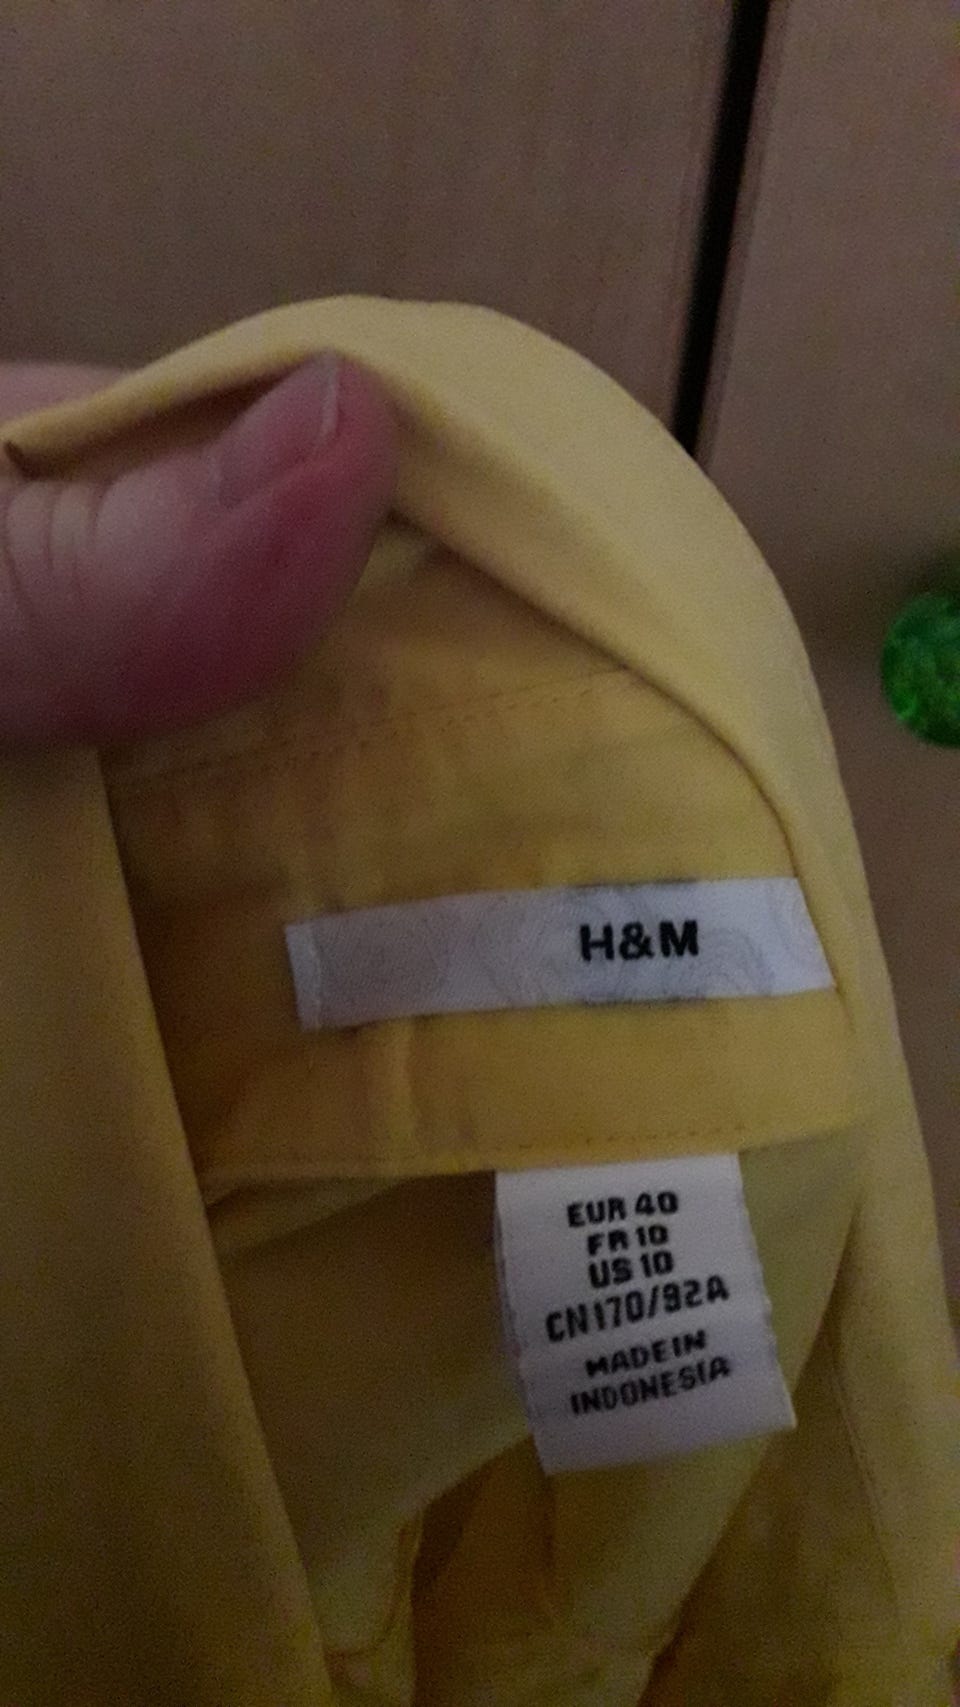 H&M
EUR 40
FR 10
US 10
CN170/92A
MADE IN
INDONESIA